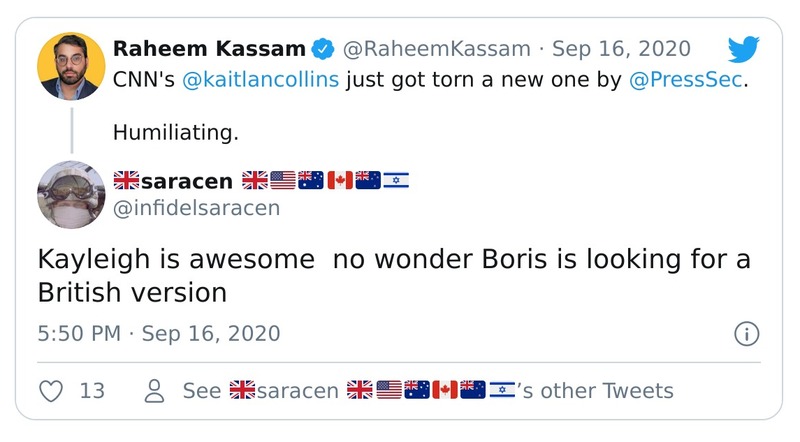 Raheem Kassam @RaheemKassam · Sep 16, 2020
CNN's @kaitlancollins just got torn a new one by @PressSec.
Humiliating.
🇬🇧saracen 🇬🇧🇺🇸🇦🇺🇨🇦🇳🇿🇮🇱
@infidelsaracen
Kayleigh is awesome  no wonder Boris is looking for a
British version
5:50 PM · Sep 16, 2020
13 See 🇬🇧saracen 🇬🇧🇺🇸🇦🇺🇨🇦🇳🇿🇮🇱’s other Tweets